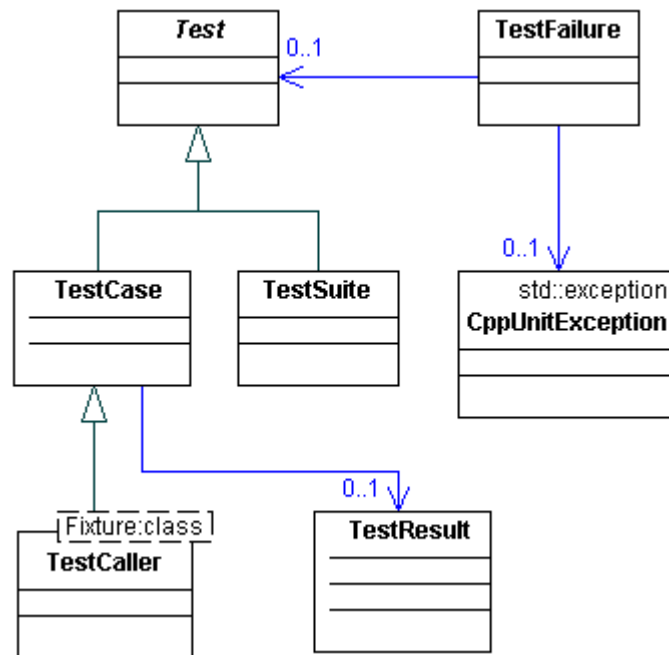 Test
TestFailure
0..1
0..1
TestCase
TestSuite
std::exception
CppUnitException
0..1
Fixture:class
TestCaller
TestResult